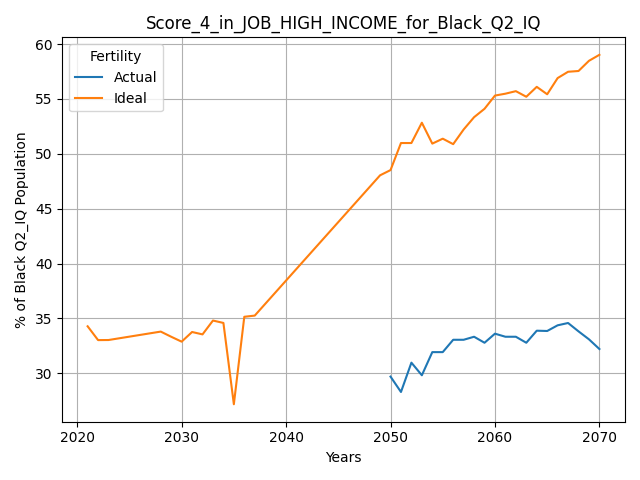 Score_4_in_JOB_HIGH_INCOME_for_Black_Q2_IQ
Fertility
Actual
Ideal
% of Black Q2_IQ Population
60
55
50
45
40
35
30
2020 2030 2040 2050 2060 2070
Years